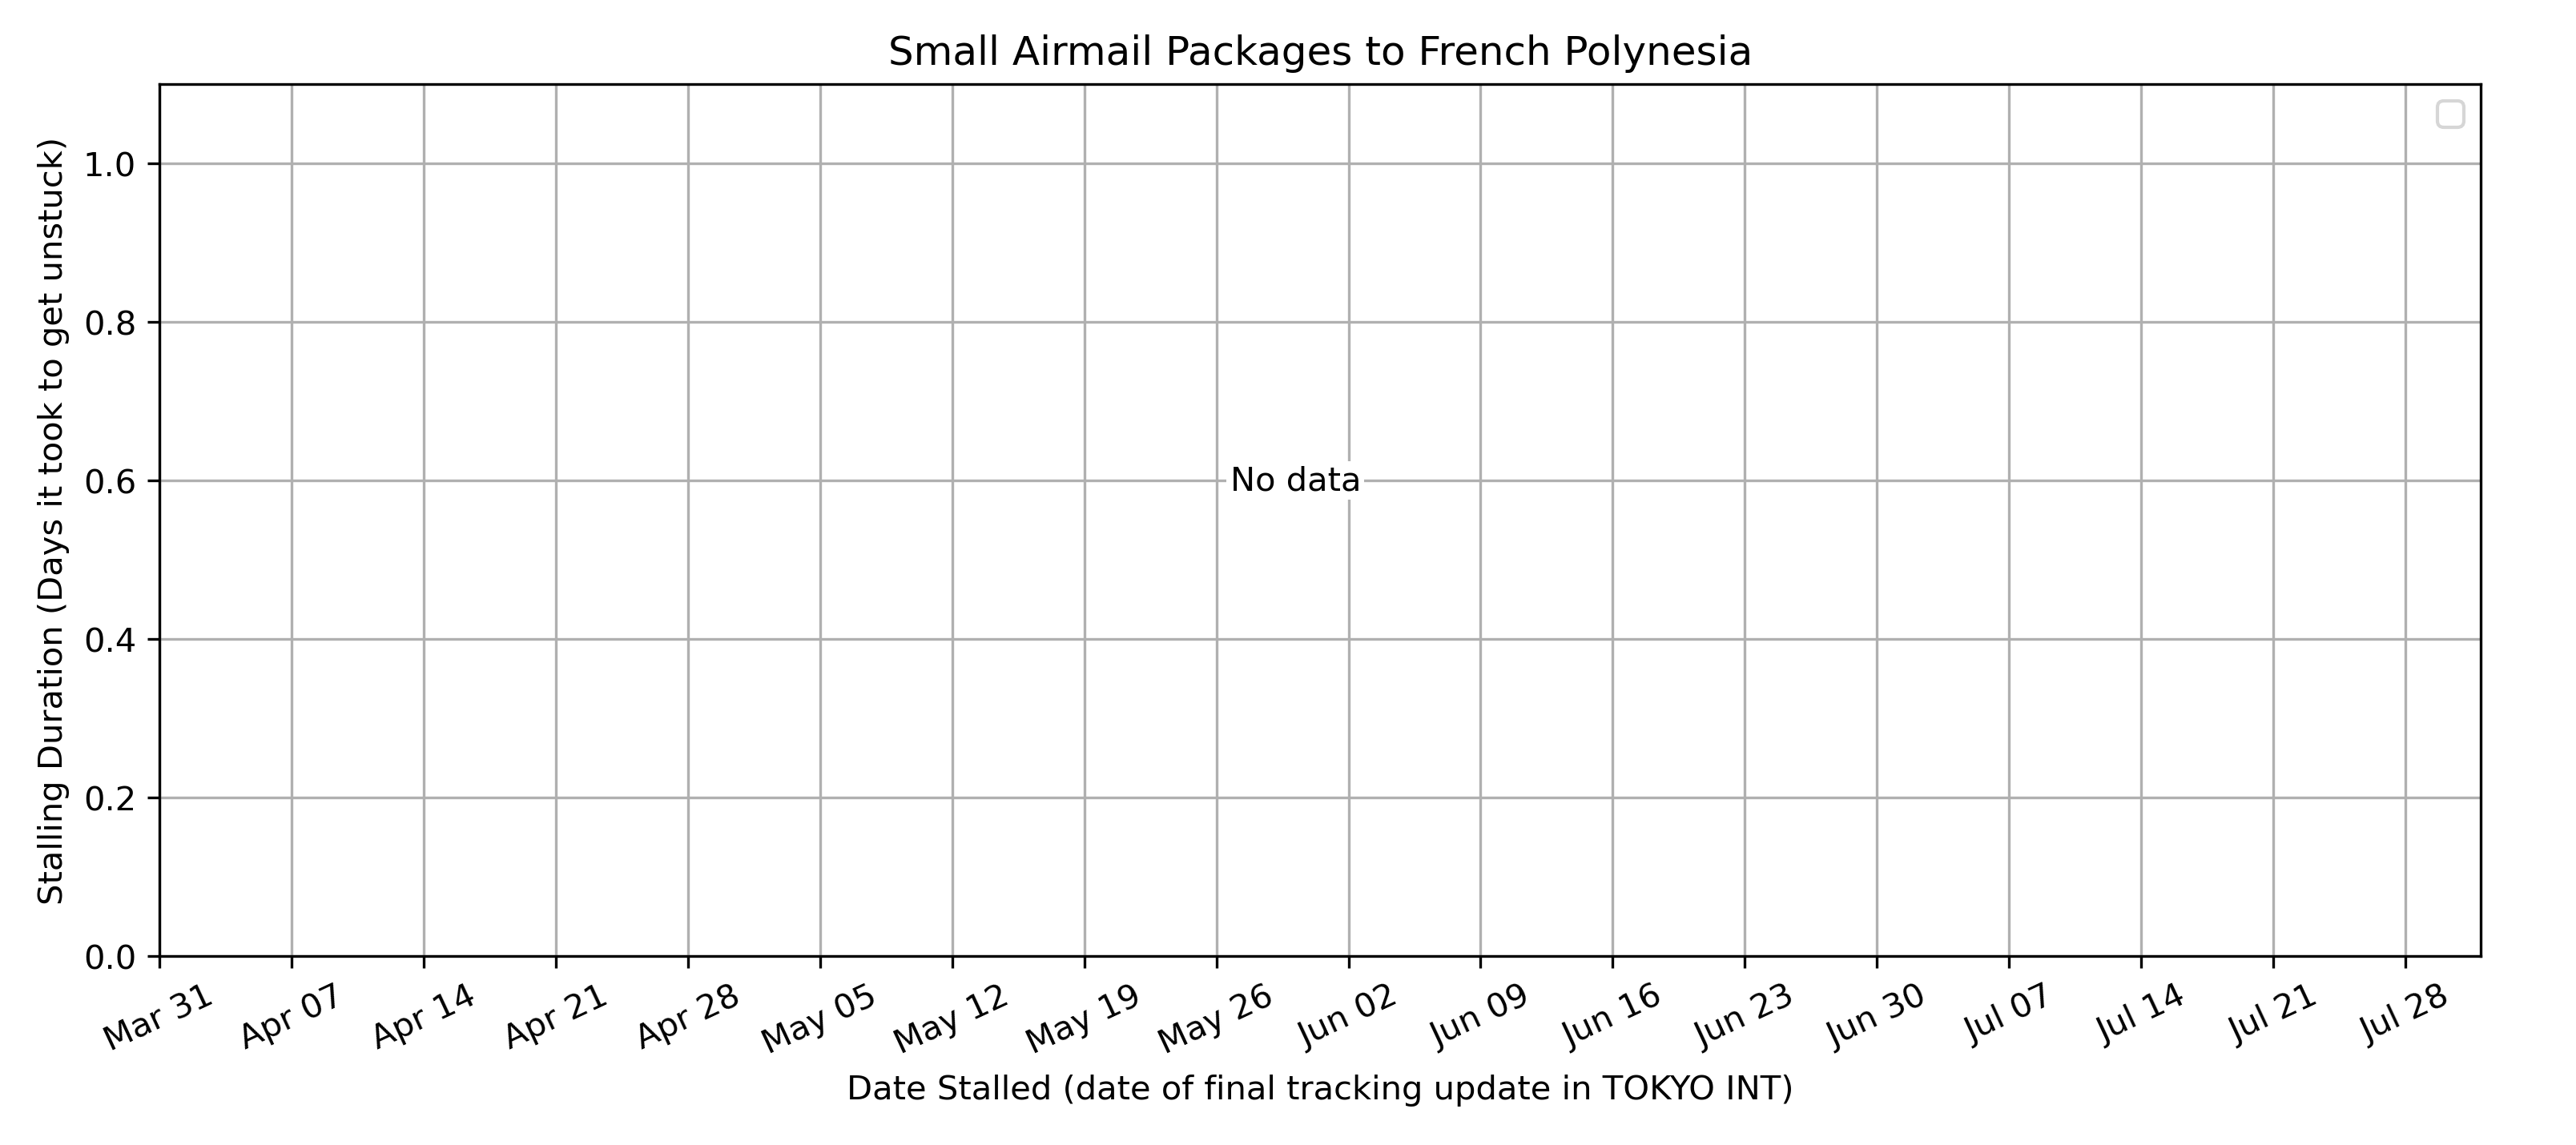 Small Airmail Packages to French Polynesia
Stalling Duration (Days it took to get unstuck)
1.0
0.8
0.6
0.4
0.2
0.0
No data
Mar 31
Apr 07
Apr 14
Apr 21
Apr 28
May 05
May 12
May 19
May 26
Jun 02
Jun 09
Jun 16
Jun 23
Jun 30
Jul 07
Jul 14
Jul 21
Jul 28
Date Stalled (date of final tracking update in TOKYO INT)